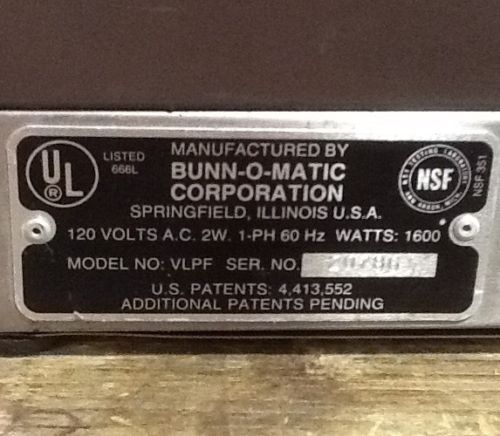 UL
®
LISTED
666L
MANUFACTURED BY
BUNN-O-MATIC
CORPORATION
SPRINGFIELD, ILLINOIS U.S.A.
120 VOLTS A.C. 2W. 1-PH 60 Hz WATTS: 1600
MODEL NO: VLPF SER. NO.
U.S. PATENTS: 4,413,552
ADDITIONAL PATENTS PENDING
NSF
NSF 351